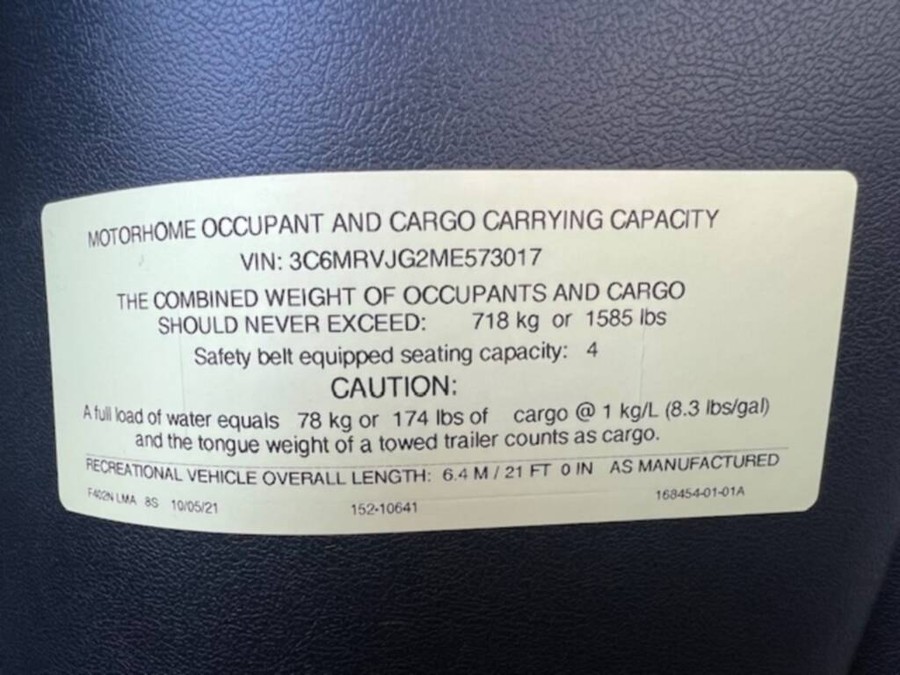 MOTORHOME OCCUPANT AND CARGO CARRYING CAPACITY
VIN: 3C6MRVJG2ME573017
THE COMBINED WEIGHT OF OCCUPANTS AND CARGO
SHOULD NEVER EXCEED: 718 kg or 1585 lbs
Safety belt equipped seating capacity: 4
CAUTION:
A full load of water equals 78 kg or 174 lbs of cargo @ 1 kg/L (8.3 lbs/gal)
and the tongue weight of a towed trailer counts as cargo.
RECREATIONAL VEHICLE OVERALL LENGTH: 6.4 M / 21 FT 0 IN AS MANUFACTURED
F402N LMA 8S 10/05/21 152-10641 168454-01-01A